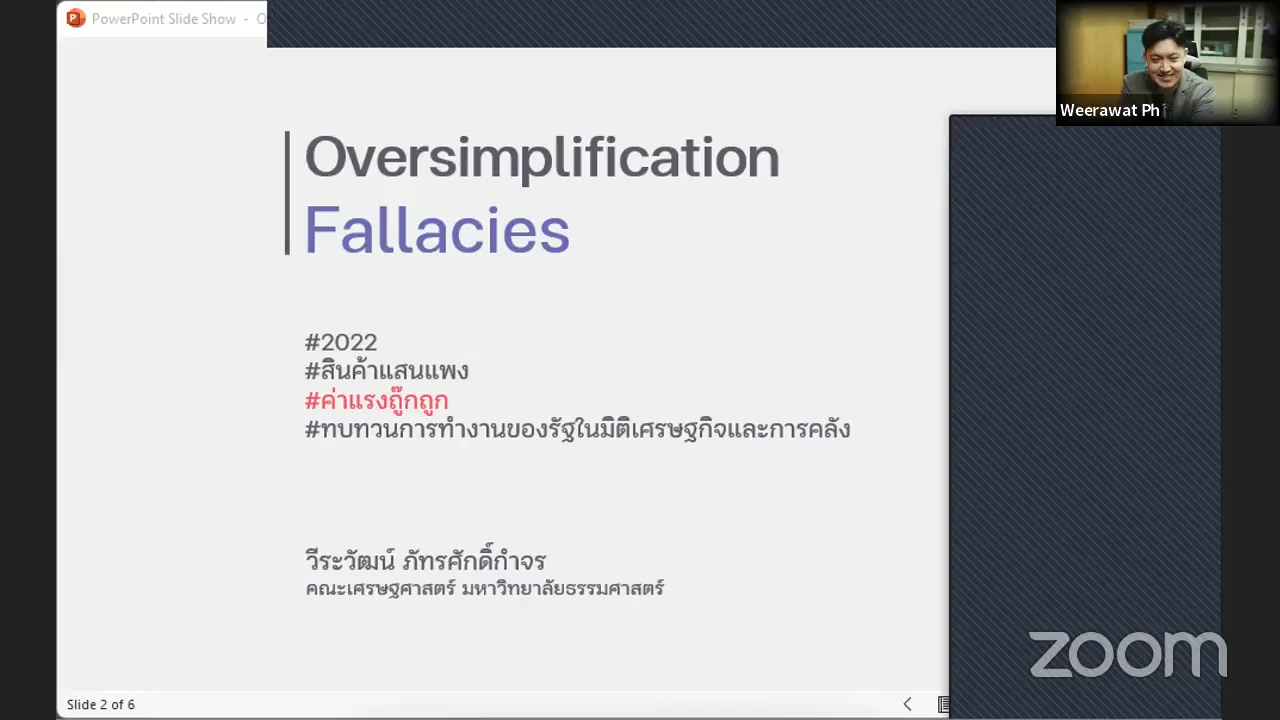 PowerPoint Slide Show - O
Weerawat Ph
Oversimplification
Fallacies
#2022
#สินค้าแสนแพง
#ค่าแรงถู๊กถูก
#ทบทวนการทำงานของรัฐในมิติเศรษฐกิจและการคลัง
วีระวัฒน์ ภัทรศักดิ์กำจร
คณะเศรษฐศาสตร์ มหาวิทยาลัยธรรมศาสตร์
zoom
Slide 2 of 6